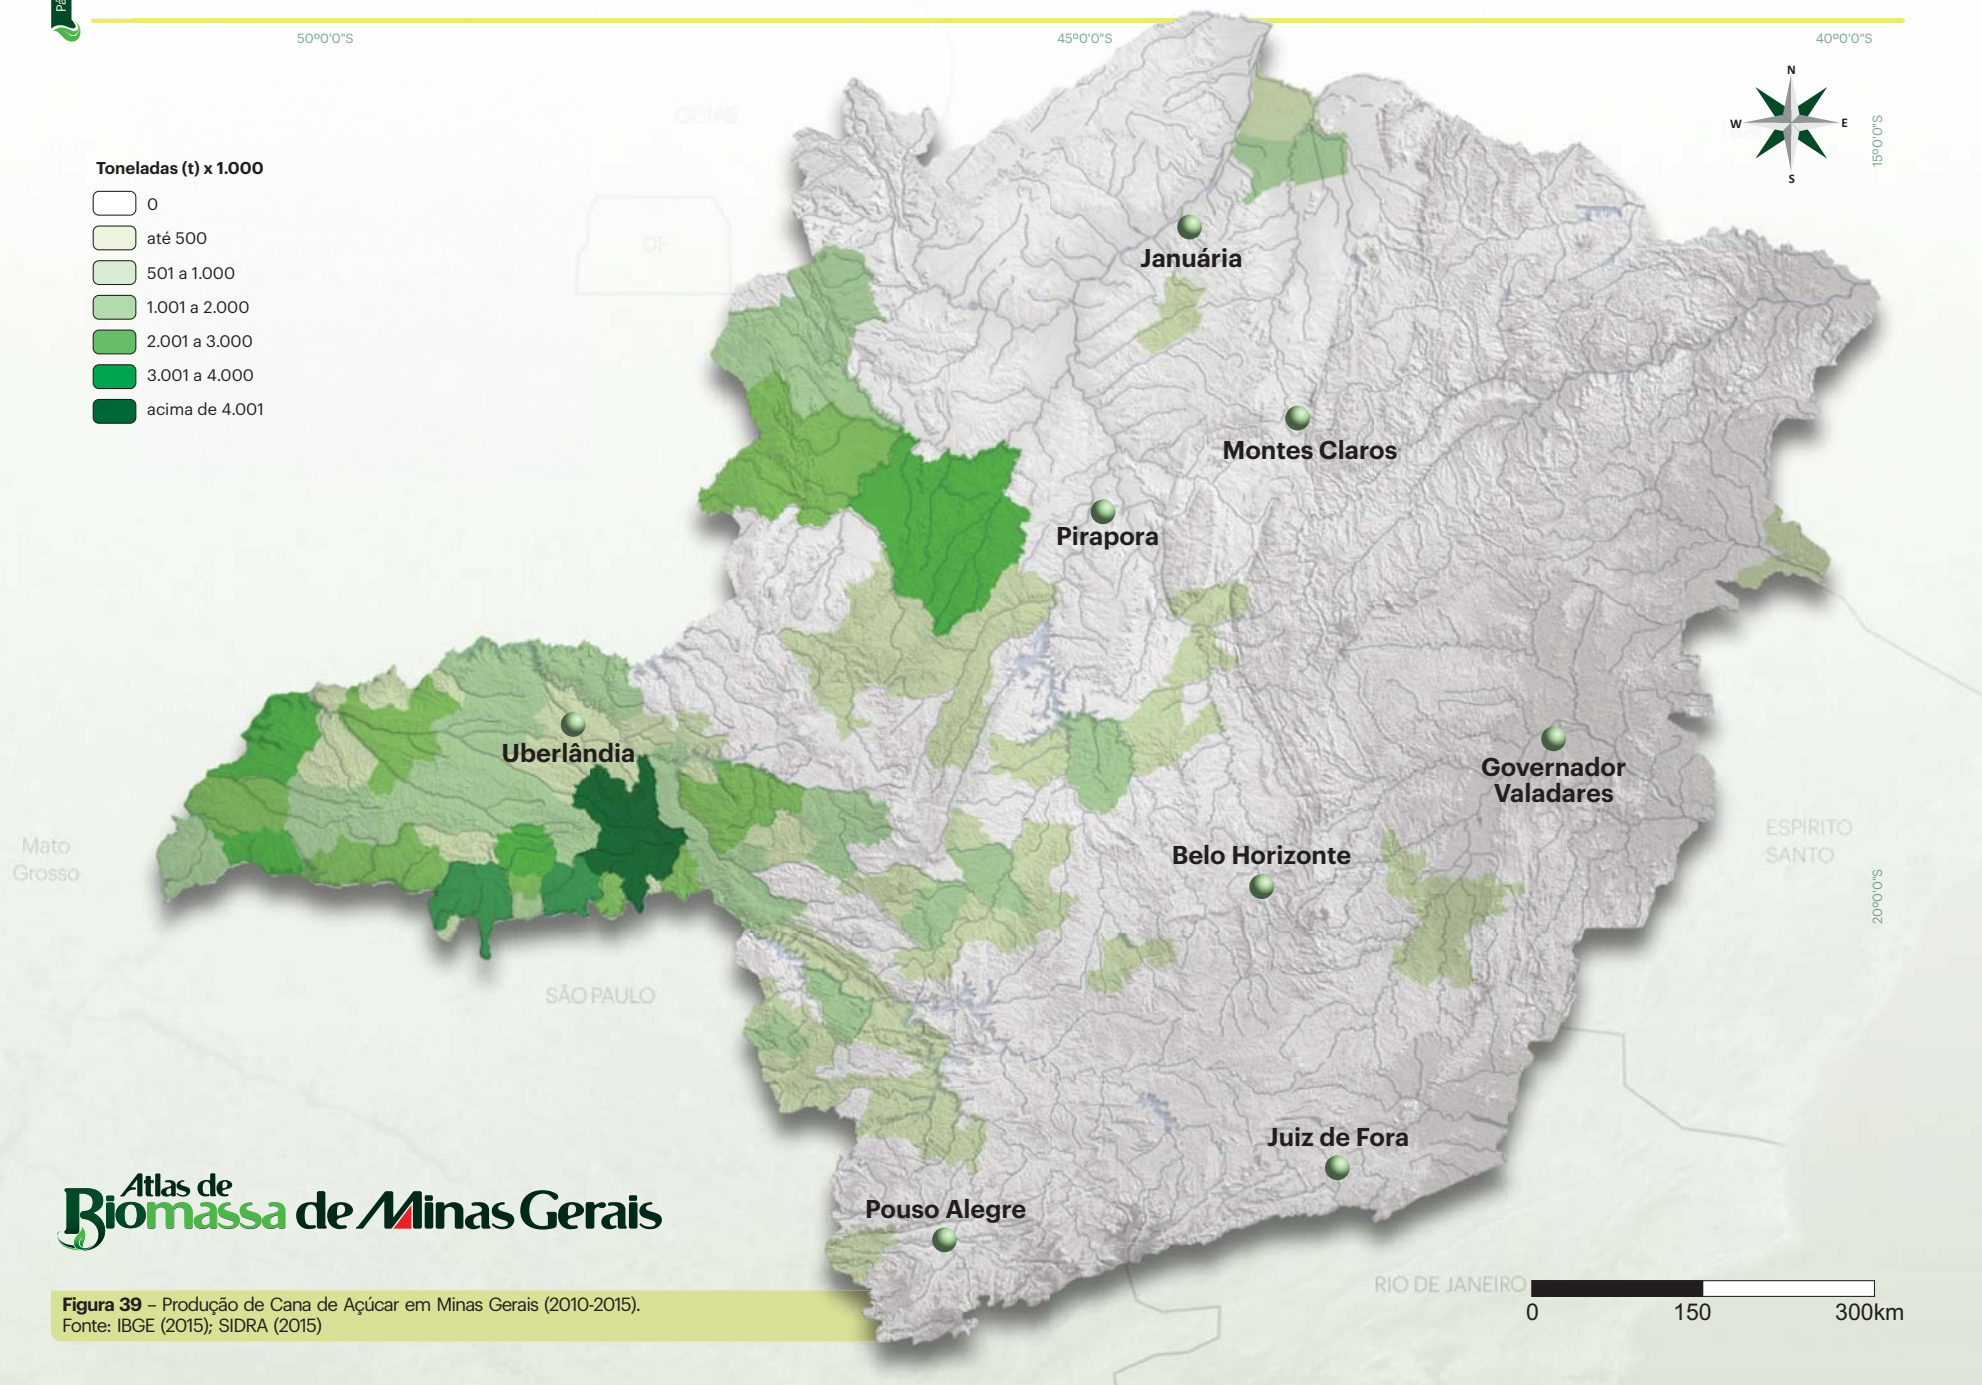 Pá
50º0'0"S
45º0'0"S
40º0'0"S
N
W
E
S
15º0'0"S
GOIÁS
DF
Toneladas (t) x 1.000
0
até 500
501 a 1.000
1.001 a 2.000
2.001 a 3.000
3.001 a 4.000
acima de 4.001
Januária
Montes Claros
Pirapora
Uberlândia
Governador
Valadares
Belo Horizonte
Mato
Grosso
ESPIRITO
SANTO
20º0'0"S
SÃO PAULO
Juiz de Fora
Pouso Alegre
Atlas de
Biomassa de Minas Gerais
RIO DE JANEIRO
0
150
300km
Figura 39 – Produção de Cana de Açúcar em Minas Gerais (2010-2015).
Fonte: IBGE (2015); SIDRA (2015)